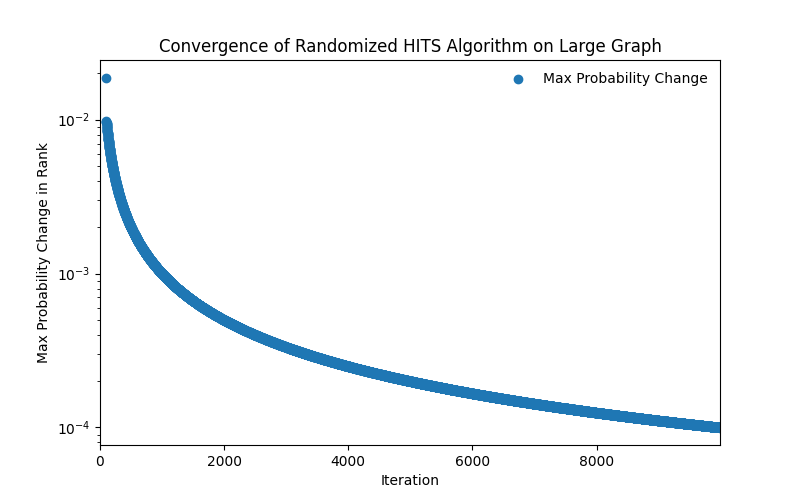 Convergence of Randomized HITS Algorithm on Large Graph
Max Probability Change
Max Probability Change in Rank
10⁻²
10⁻³
10⁻⁴
0 2000 4000 6000 8000
Iteration